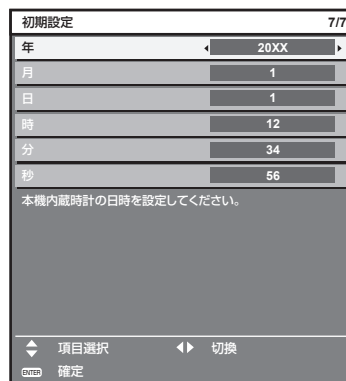 初期設定 7/7
年 20XX
月 1
日 1
時 12
分 34
秒 56
本機内蔵時計の日時を設定してください。
項目選択 切換
ENTER 確定